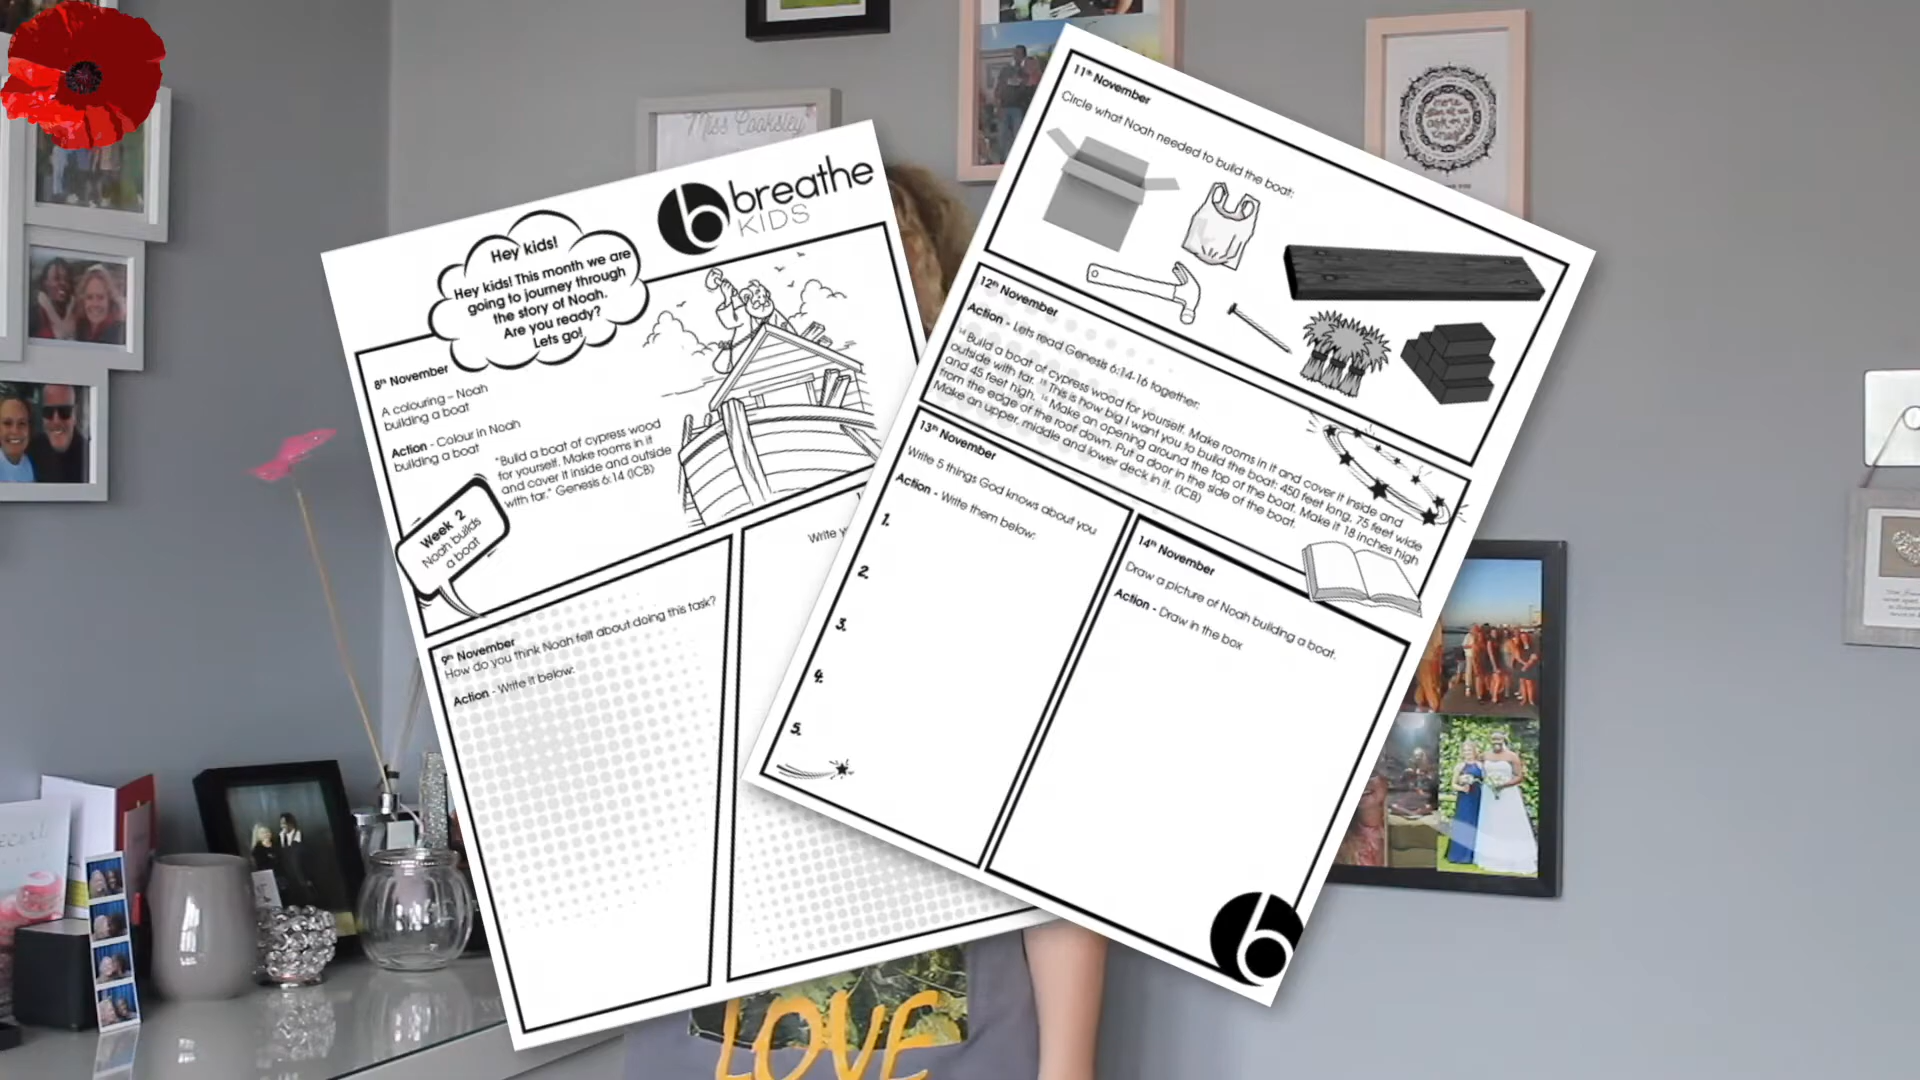 Miss Cooksley
breathe
KIDS
Hey kids!
Hey kids! This month we are
going to journey through
the story of Noah.
Are you ready?
Lets go!
8th November
A colouring – Noah
building a boat
Action - Colour in Noah
building a boat
"Build a boat of cypress wood
for yourself. Make rooms in it
and cover it inside and outside
with tar." Genesis 6:14 (ICB)
Week 2
Noah builds
a boat
9th November
How do you think Noah felt about doing this task?
Action - Write it below:
Write
11th November
Circle what Noah needed to build the boat:
12th November
Action - Lets read Genesis 6:14-16 together:
14 Build a boat of cypress wood for yourself. Make rooms in it and cover it inside and
outside with tar. 15 This is how big I want you to build the boat: 450 feet long, 75 feet wide
and 45 feet high. 16 Make an opening around the top of the boat. Make it 18 inches high
from the edge of the roof down. Put a door in the side of the boat.
Make an upper, middle and lower deck in it. (ICB)
13th November
Write 5 things God knows about you
Action - Write them below:
1.
2.
3.
4.
5.
14th November
Draw a picture of Noah building a boat.
Action - Draw in the box
LOVE